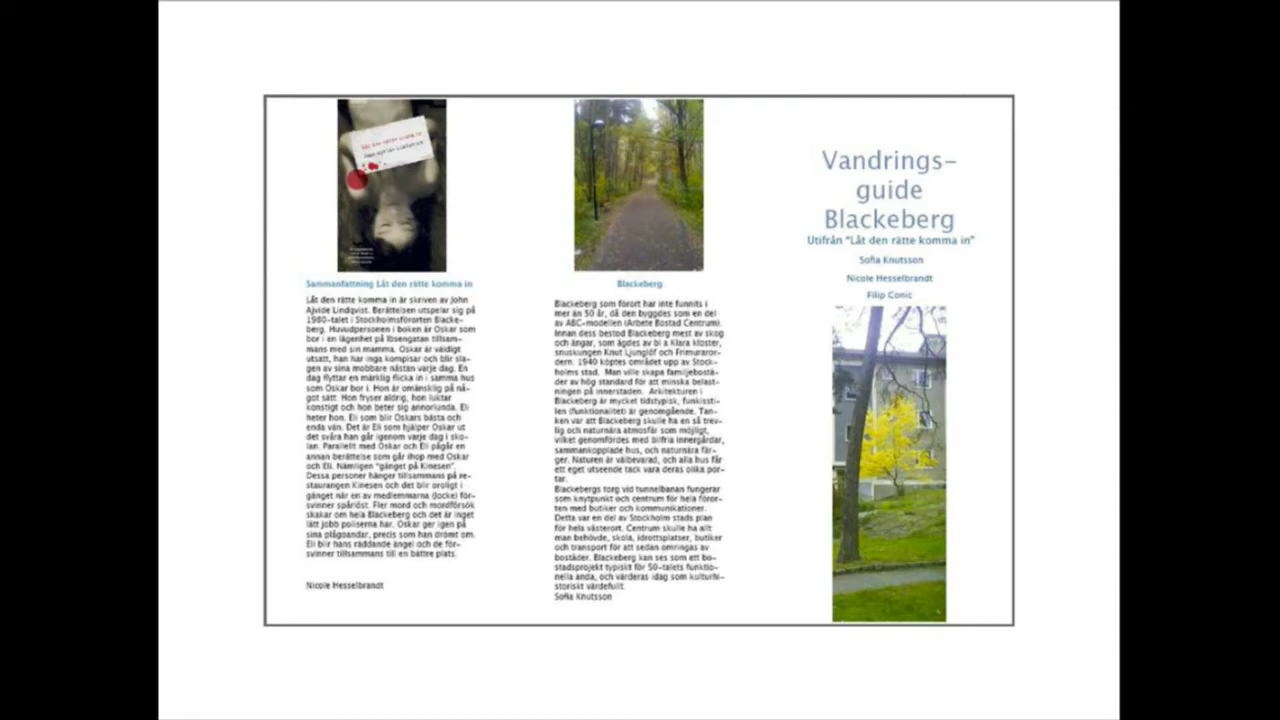 Låt den rätte komma in
John Ajvide Lindqvist
Sammanfattning Låt den rätte komma in
Låt den rätte komma in är skriven av John
Ajvide Lindqvist. Berättelsen utspelar sig på
1980-talet i Stockholmsförorten Blacke-
berg. Huvudpersonen i boken är Oskar som
bor i en lägenhet på Ibsengatan tillsam-
mans med sin mamma. Oskar är väldigt
utsatt, han har inga kompisar och blir sla-
gen av sina mobbare nästan varje dag. En
dag flyttar en märklig flicka in i samma hus
som Oskar bor i. Hon är omänsklig på nå-
got sätt. Hon fryser aldrig, hon luktar
konstigt och hon beter sig annorlunda. Eli
heter hon. Eli som blir Oskars bästa och
enda vän. Det är Eli som hjälper Oskar ut
det svåra han går igenom varje dag i sko-
lan. Parallellt med Oskar och Eli pågår en
annan berättelse som går ihop med Oskar
och Eli. Nämligen "gänget på Kinesen".
Dessa personer hänger tillsammans på re-
staurangen Kinesen och det blir oroligt i
gänget när en av medlemmarna (Jocke) för-
svinner spårlöst. Fler mord och mordförsök
skakar om hela Blackeberg och det är inget
lätt jobb poliserna har. Oskar ger igen på
sina plågoandar, precis som han drömt om.
Eli blir hans räddande ängel och de för-
svinner tillsammans till en bättre plats.
Nicole Hesselbrandt
Blackeberg
Blackeberg som förort har inte funnits i
mer än 50 år, då den byggdes som en del
av ABC-modellen (Arbete Bostad Centrum).
Innan dess bestod Blackeberg mest av skog
och ängar, som ägdes av bl a Klara kloster,
snuskungen Knut Ljunglöf och Frimuraror-
dern. 1940 köptes området upp av Stock-
holms stad. Man ville skapa familjebostä-
der av hög standard för att minska belast-
ningen på innerstaden. Arkitekturen i
Blackeberg är mycket tidstypisk, funkissti-
len (funktionalitet) är genomgående. Tan-
ken var att Blackeberg skulle ha en så trev-
lig och naturnära atmosfär som möjligt,
vilket genomfördes med bilfria innergårdar,
sammankopplade hus, och naturnära fär-
ger. Naturen är välbevarad, och alla hus får
ett eget utseende tack vara deras olika por-
tar.
Blackebergs torg vid tunnelbanan fungerar
som knytpunkt och centrum för hela föror-
ten med butiker och kommunikationer.
Detta var en del av Stockholm stads plan
för hela västerort. Centrum skulle ha allt
man behövde, skola, idrottsplatser, butiker
och transport för att sedan omringas av
bostäder. Blackeberg kan ses som ett bo-
stadsprojekt typiskt för 50-talets funktio-
nella anda, och värderas idag som kulturhi-
storiskt värdefullt.
Sofia Knutsson
Vandrings-
guide
Blackeberg
Utifrån "Låt den rätte komma in"
Sofia Knutsson
Nicole Hesselbrandt
Filip Conic